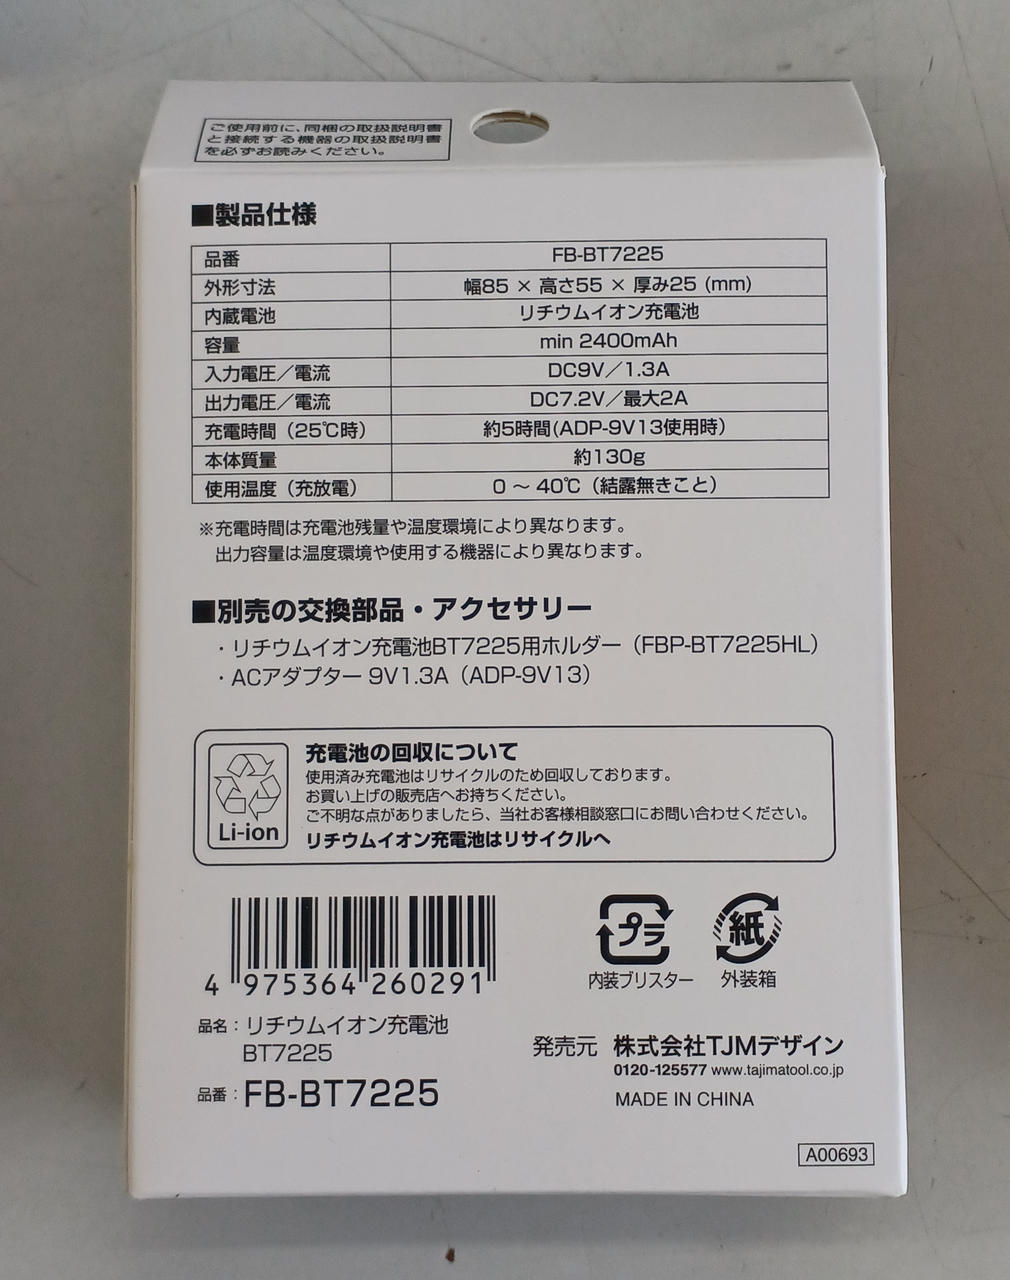 ご使用前に、同梱の取扱説明書
と接続する機器の取扱説明書
を必ずお読みください。
■製品仕様
品番 FB-BT7225
外形寸法 幅85 × 高さ55 × 厚み25 (mm)
内蔵電池 リチウムイオン充電池
容量 min 2400mAh
入力電圧／電流 DC9V／1.3A
出力電圧／電流 DC7.2V／最大2A
充電時間（25℃時） 約5時間(ADP-9V13使用時)
本体質量 約130g
使用温度（充放電） 0 ～ 40℃（結露無きこと）
※充電時間は充電池残量や温度環境により異なります。
出力容量は温度環境や使用する機器により異なります。
■別売の交換部品・アクセサリー
・リチウムイオン充電池BT7225用ホルダー（FBP-BT7225HL）
・ACアダプター 9V1.3A（ADP-9V13）
充電池の回収について
使用済み充電池はリサイクルのため回収しております。
お買い上げの販売店へお持ちください。
ご不明な点がありましたら、当社お客様相談窓口にお問い合わせください。
リチウムイオン充電池はリサイクルへ
Li-ion
4 975364 260291
プラ
内装ブリスター
紙
外装箱
品名：リチウムイオン充電池
BT7225
品番：FB-BT7225
発売元 株式会社TJMデザイン
0120-125577 www.tajimatool.co.jp
MADE IN CHINA
A00693